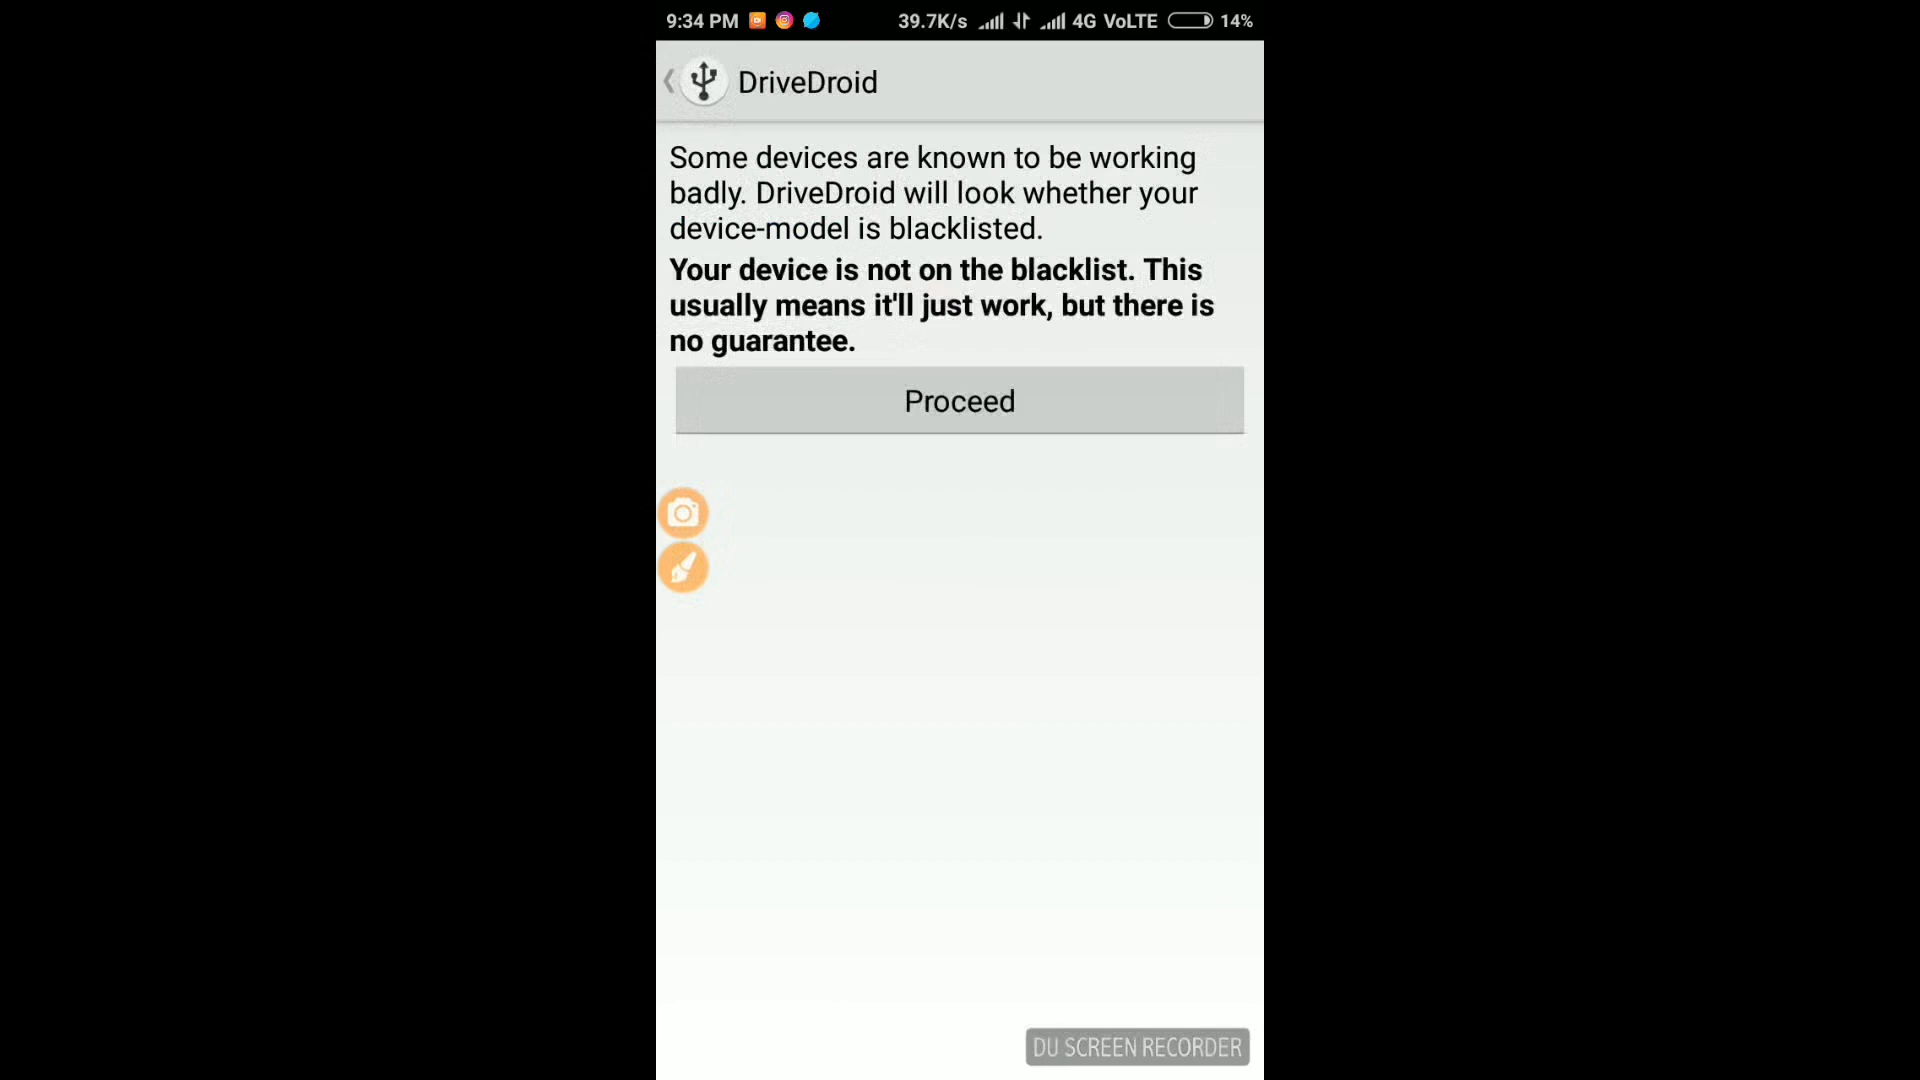 9:34 PM 39.7K/s 4G VoLTE 14%
DriveDroid
Some devices are known to be working
badly. DriveDroid will look whether your
device-model is blacklisted.
Your device is not on the blacklist. This
usually means it'll just work, but there is
no guarantee.
Proceed
DU SCREEN RECORDER